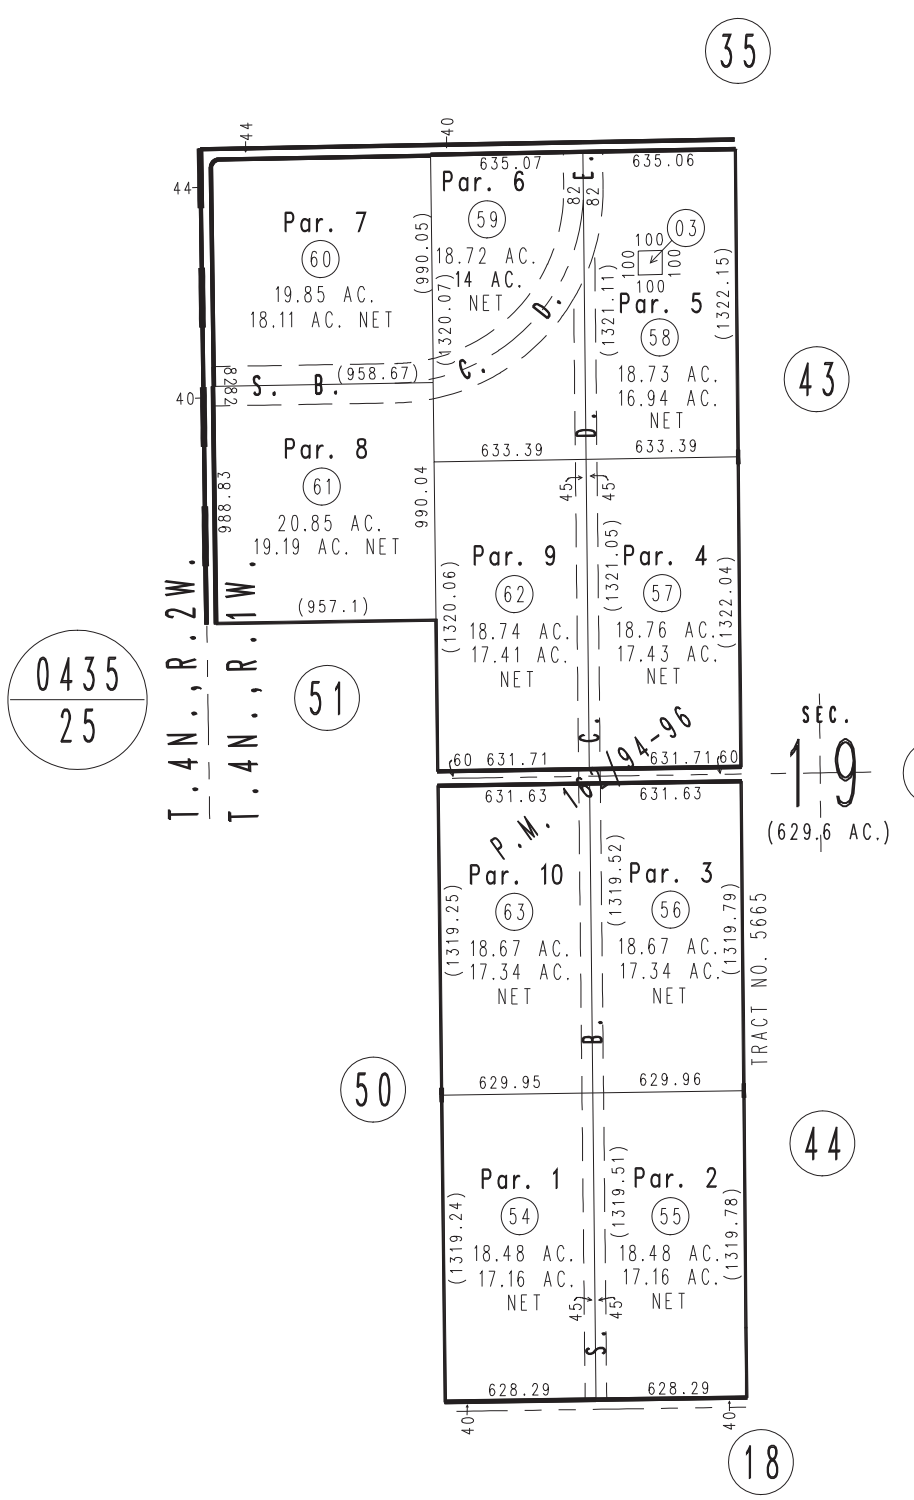 35
44
40
44
635.07
635.06
Par. 6
59
18.72 AC.
14 AC.
NET
82
82
E.
Par. 7
60
19.85 AC.
18.11 AC. NET
(990.05)
(1320.07)
03
100
100
100
100
Par. 5
58
18.73 AC.
16.94 AC.
NET
(1321.11)
(1322.15)
43
D.
C.
82
82
40
S. B.
(958.67)
D.
633.39
633.39
Par. 8
61
20.85 AC.
19.19 AC. NET
988.83
990.04
(957.1)
45
45
Par. 9
62
18.74 AC.
17.41 AC.
NET
(1320.06)
(1321.05)
Par. 4
57
18.76 AC.
17.43 AC.
NET
(1322.04)
T.4N.,R.2W.
T.4N.,R.1W.
0435
25
51
C.
60
631.71
631.71
60
SEC.
19
(629.6 AC.)
P.M. 94-96
631.63
631.63
Par. 10
63
18.67 AC.
17.34 AC.
NET
(1319.25)
(1319.52)
Par. 3
56
18.67 AC.
17.34 AC.
NET
(1319.79)
TRACT NO. 5665
B.
50
629.95
629.96
44
Par. 1
54
18.48 AC.
17.16 AC.
NET
(1319.24)
(1319.51)
Par. 2
55
18.48 AC.
17.16 AC.
NET
(1319.78)
45
45
S.
628.29
628.29
40
40
18